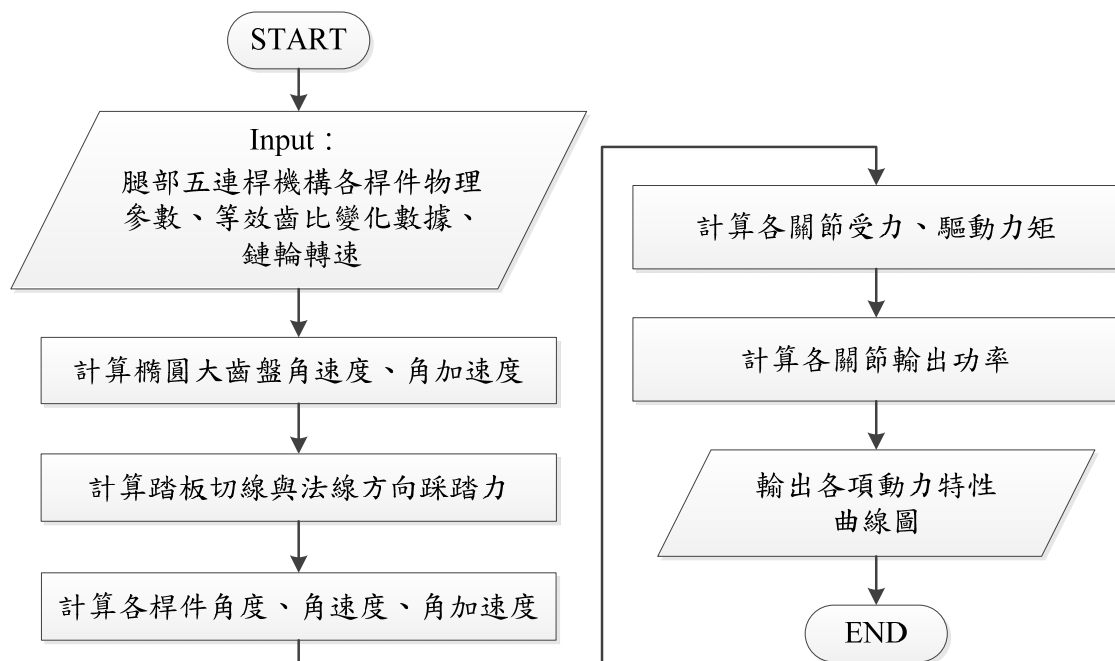 START
Input：
腿部五連桿機構各桿件物理
參數、等效齒比變化數據、
鏈輪轉速
計算橢圓大齒盤角速度、角加速度
計算踏板切線與法線方向踩踏力
計算各桿件角度、角速度、角加速度
計算各關節受力、驅動力矩
計算各關節輸出功率
輸出各項動力特性
曲線圖
END